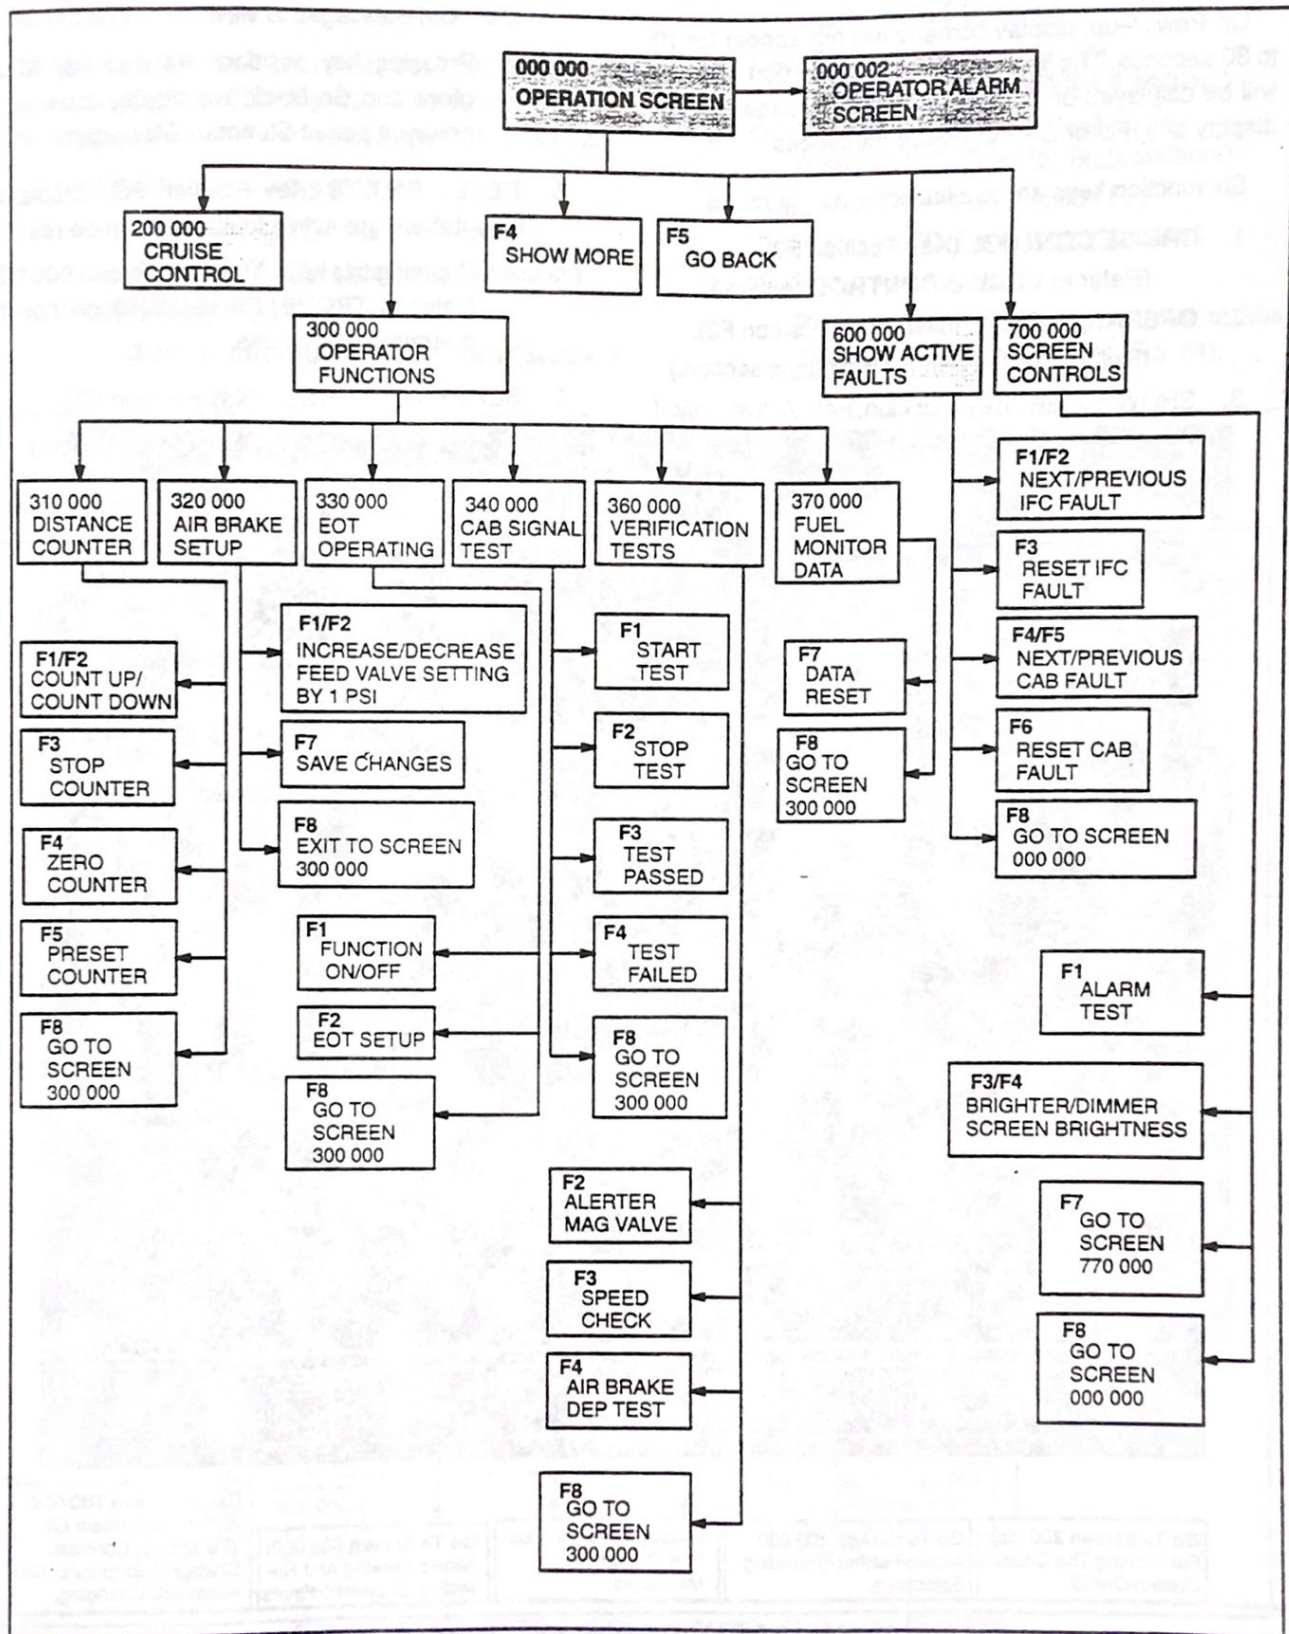 000 000
OPERATION SCREEN
000 002
OPERATOR ALARM
SCREEN
200 000
CRUISE
CONTROL
F4
SHOW MORE
F5
GO BACK
300 000
OPERATOR
FUNCTIONS
600 000
SHOW ACTIVE
FAULTS
700 000
SCREEN
CONTROLS
310 000
DISTANCE
COUNTER
320 000
AIR BRAKE
SETUP
330 000
EOT
OPERATING
340 000
CAB SIGNAL
TEST
360 000
VERIFICATION
TESTS
370 000
FUEL
MONITOR
DATA
F1/F2
NEXT/PREVIOUS
IFC FAULT
F3
RESET IFC
FAULT
F4/F5
NEXT/PREVIOUS
CAB FAULT
F6
RESET CAB
FAULT
F8
GO TO SCREEN
000 000
F1/F2
COUNT UP/
COUNT DOWN
F3
STOP
COUNTER
F4
ZERO
COUNTER
F5
PRESET
COUNTER
F8
GO TO
SCREEN
300 000
F1/F2
INCREASE/DECREASE
FEED VALVE SETTING
BY 1 PSI
F7
SAVE CHANGES
F8
EXIT TO SCREEN
300 000
F1
FUNCTION
ON/OFF
F2
EOT SETUP
F8
GO TO
SCREEN
300 000
F1
START
TEST
F2
STOP
TEST
F3
TEST
PASSED
F4
TEST
FAILED
F8
GO TO
SCREEN
300 000
F7
DATA
RESET
F8
GO TO
SCREEN
300 000
F2
ALERTER
MAG VALVE
F3
SPEED
CHECK
F4
AIR BRAKE
DEP TEST
F8
GO TO
SCREEN
300 000
F1
ALARM
TEST
F3/F4
BRIGHTER/DIMMER
SCREEN BRIGHTNESS
F7
GO TO
SCREEN
770 000
F8
GO TO
SCREEN
000 000